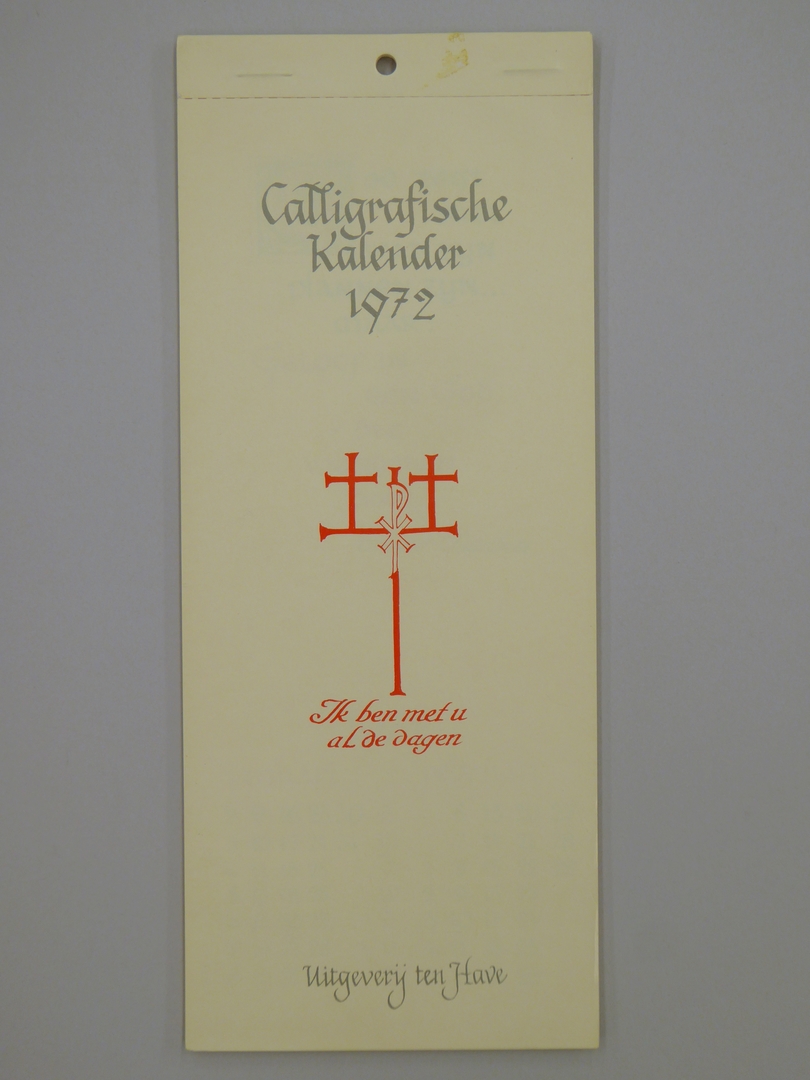 Calligrafische
Kalender
1972
Ik ben met u
al de dagen
Uitgeverij ten Have